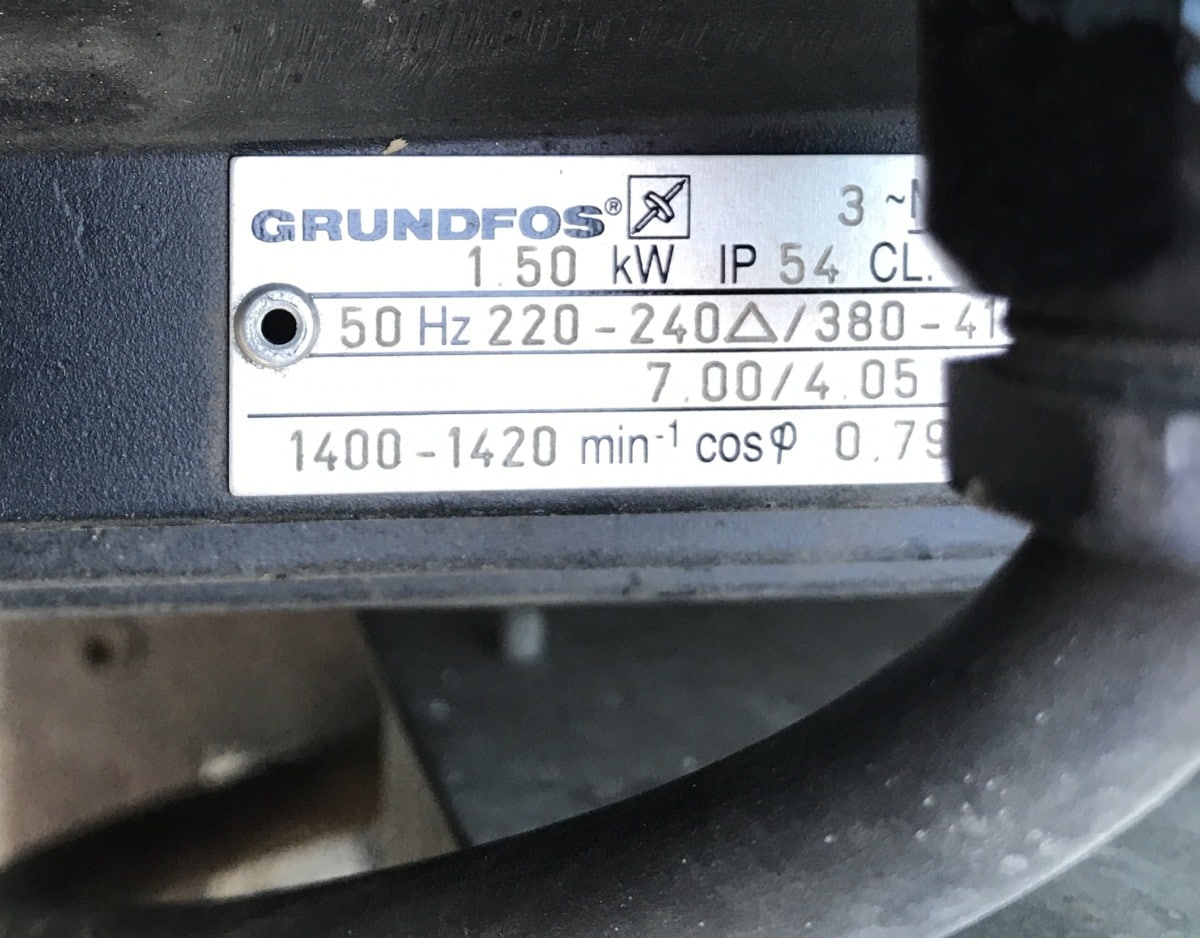 GRUNDFOS® 3 ~
1.50 kW IP 54 CL.
50 Hz 220-240△/380-41
7.00/4.05
1400-1420 min⁻¹ cosφ 0.79